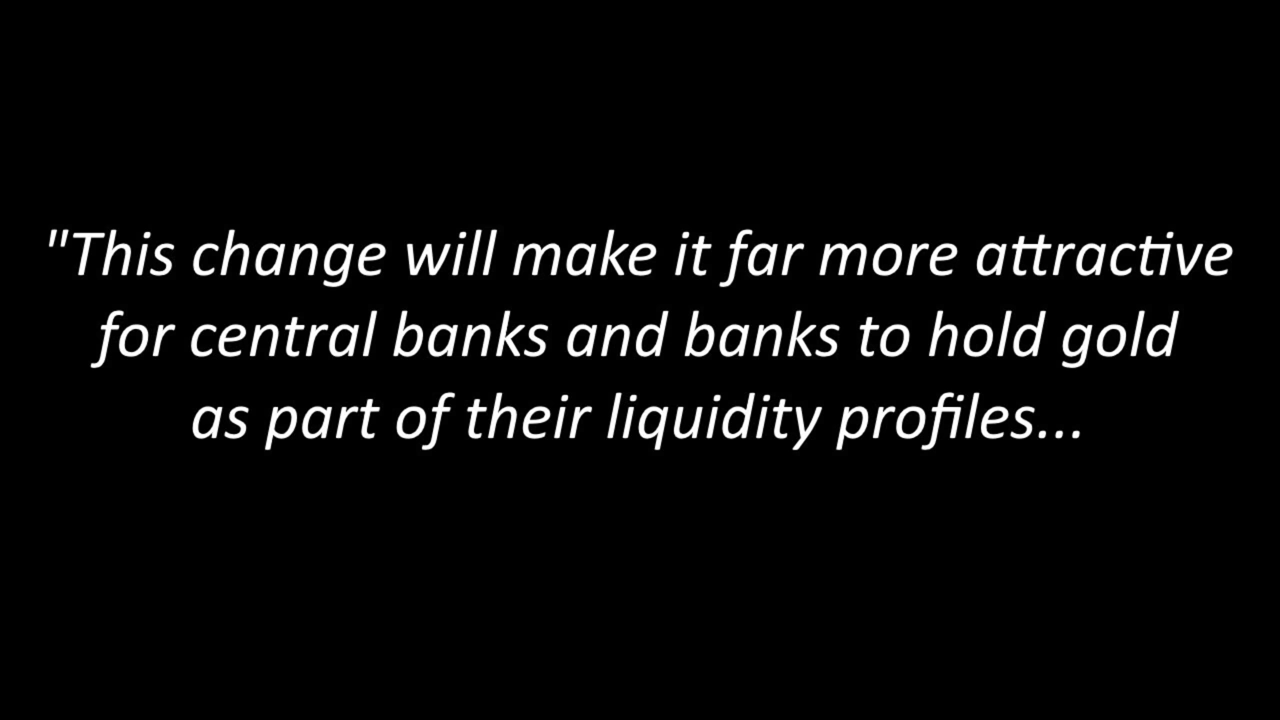 "This change will make it far more attractive
for central banks and banks to hold gold
as part of their liquidity profiles...